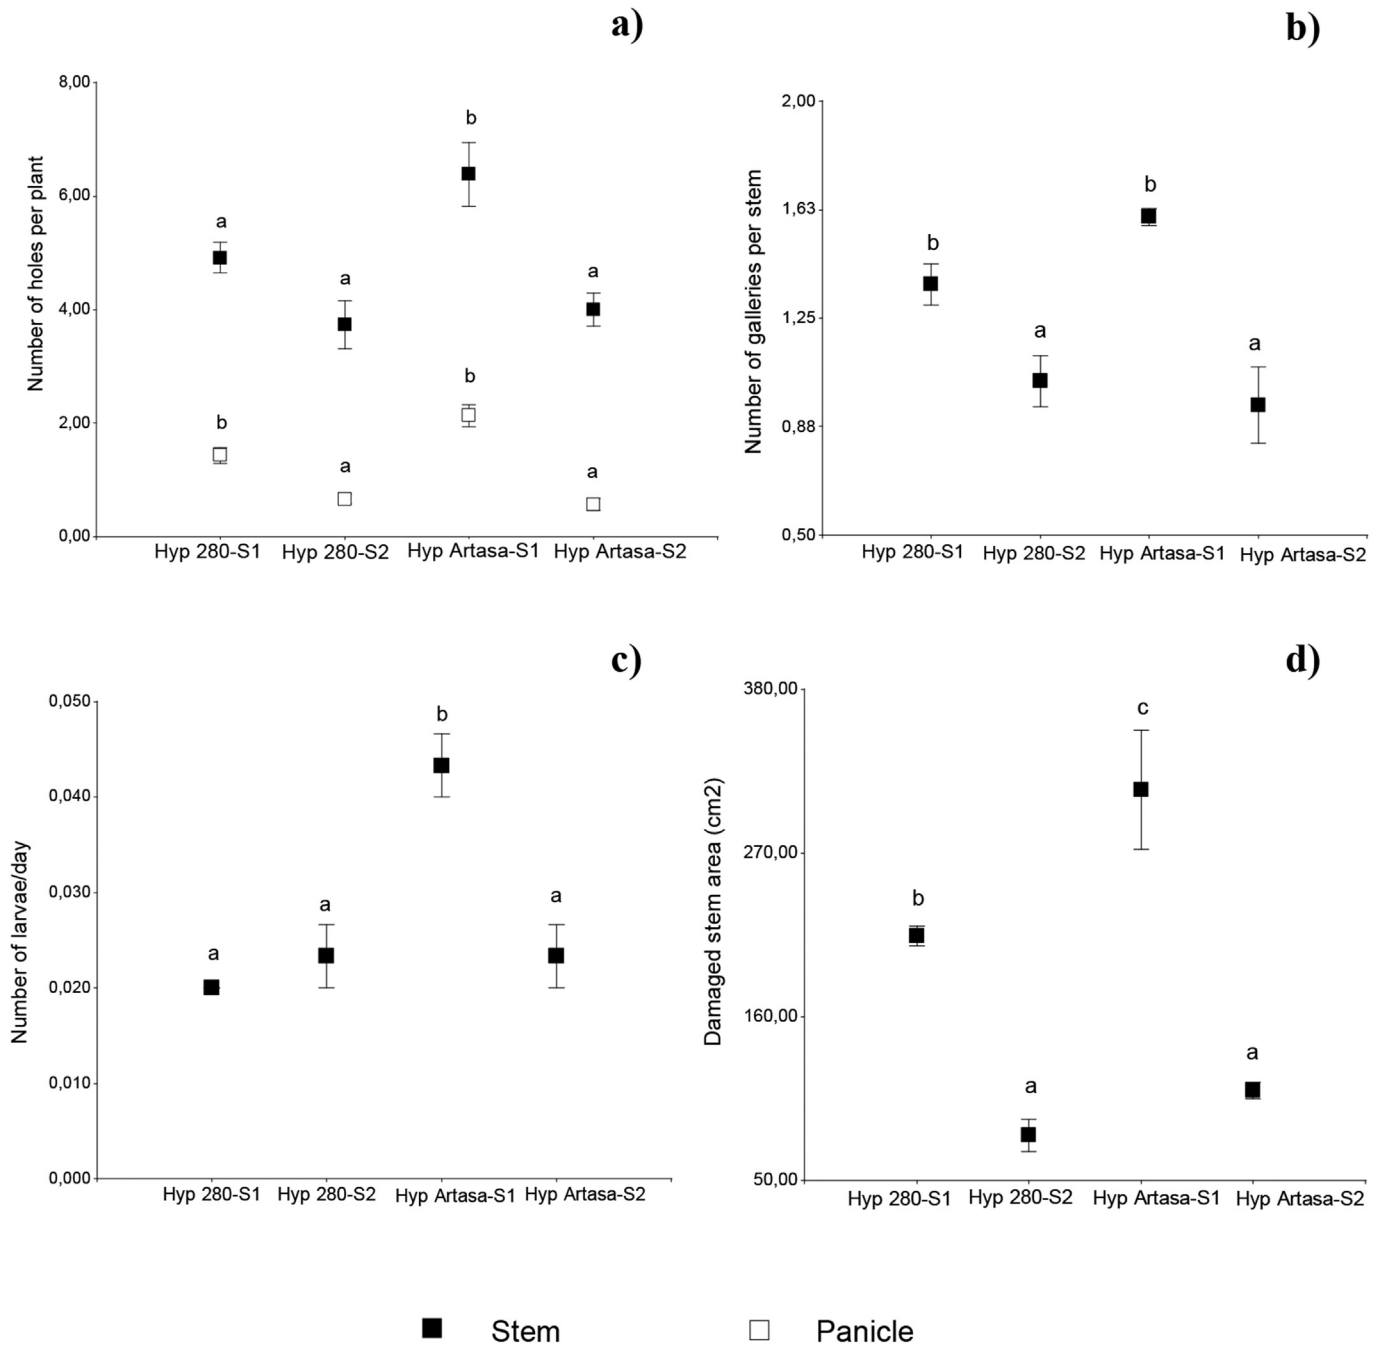 a)
Number of holes per plant
8,00
6,00
4,00
2,00
0,00
a
a
b
a
b
a
b
a
Hyp 280-S1
Hyp 280-S2
Hyp Artasa-S1
Hyp Artasa-S2
b)
Number of galleries per stem
2,00
1,63
1,25
0,88
0,50
b
a
b
a
Hyp 280-S1
Hyp 280-S2
Hyp Artasa-S1
Hyp Artasa-S2
c)
Number of larvae/day
0,050
0,040
0,030
0,020
0,010
0,000
a
a
b
a
Hyp 280-S1
Hyp 280-S2
Hyp Artasa-S1
Hyp Artasa-S2
d)
Damaged stem area (cm2)
380,00
270,00
160,00
50,00
b
a
c
a
Hyp 280-S1
Hyp 280-S2
Hyp Artasa-S1
Hyp Artasa-S2
Stem
Panicle